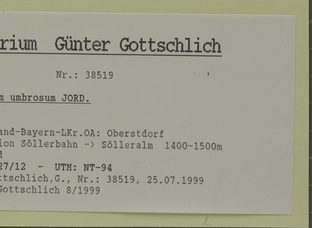 rium Günter Gottschlich
Nr.: 38519
m umbrosum JORD.
and-Bayern-LKr.OA: Oberstdorf
ion Söllerbahn -> Sölleralm 1400-1500m
27/12 - UTM: NT-94
ttschlich,G., Nr.: 38519, 25.07.1999
Gottschlich 8/1999